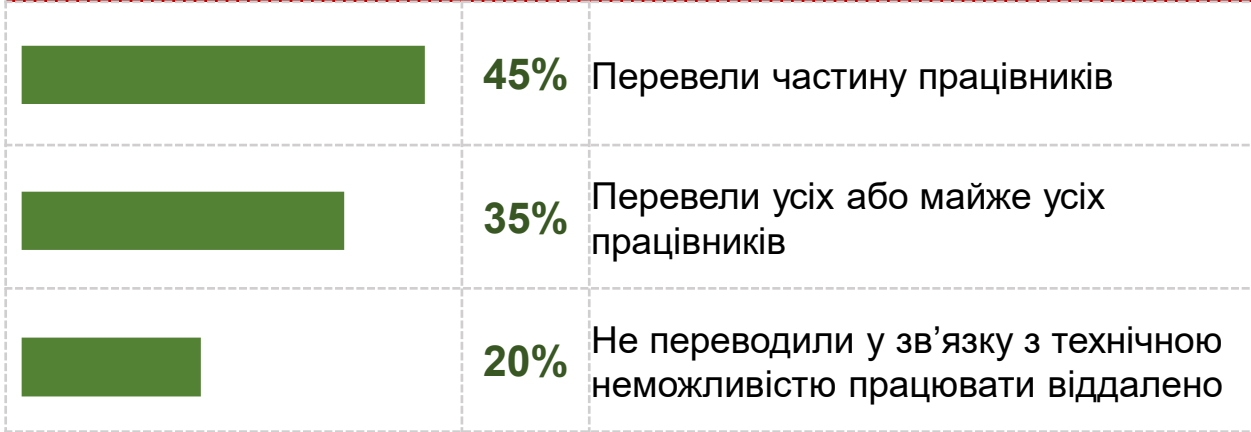 45% Перевели частину працівників
35% Перевели усіх або майже усіх
працівників
20% Не переводили у зв’язку з технічною
неможливістю працювати віддалено